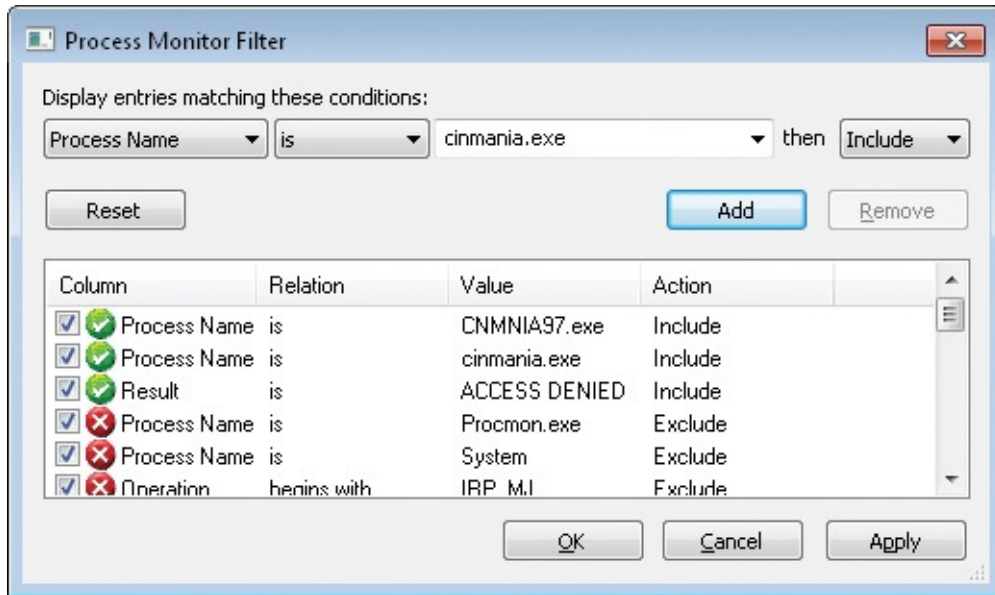 Process Monitor Filter
Display entries matching these conditions:
Process Name is cinmania.exe then Include
Reset Add Remove
Column Relation Value Action
Process Name is CNMNIA97.exe Include
Process Name is cinmania.exe Include
Result is ACCESS DENIED Include
Process Name is Procmon.exe Exclude
Process Name is System Exclude
Operation begins with IRP_MJ Exclude
OK Cancel Apply